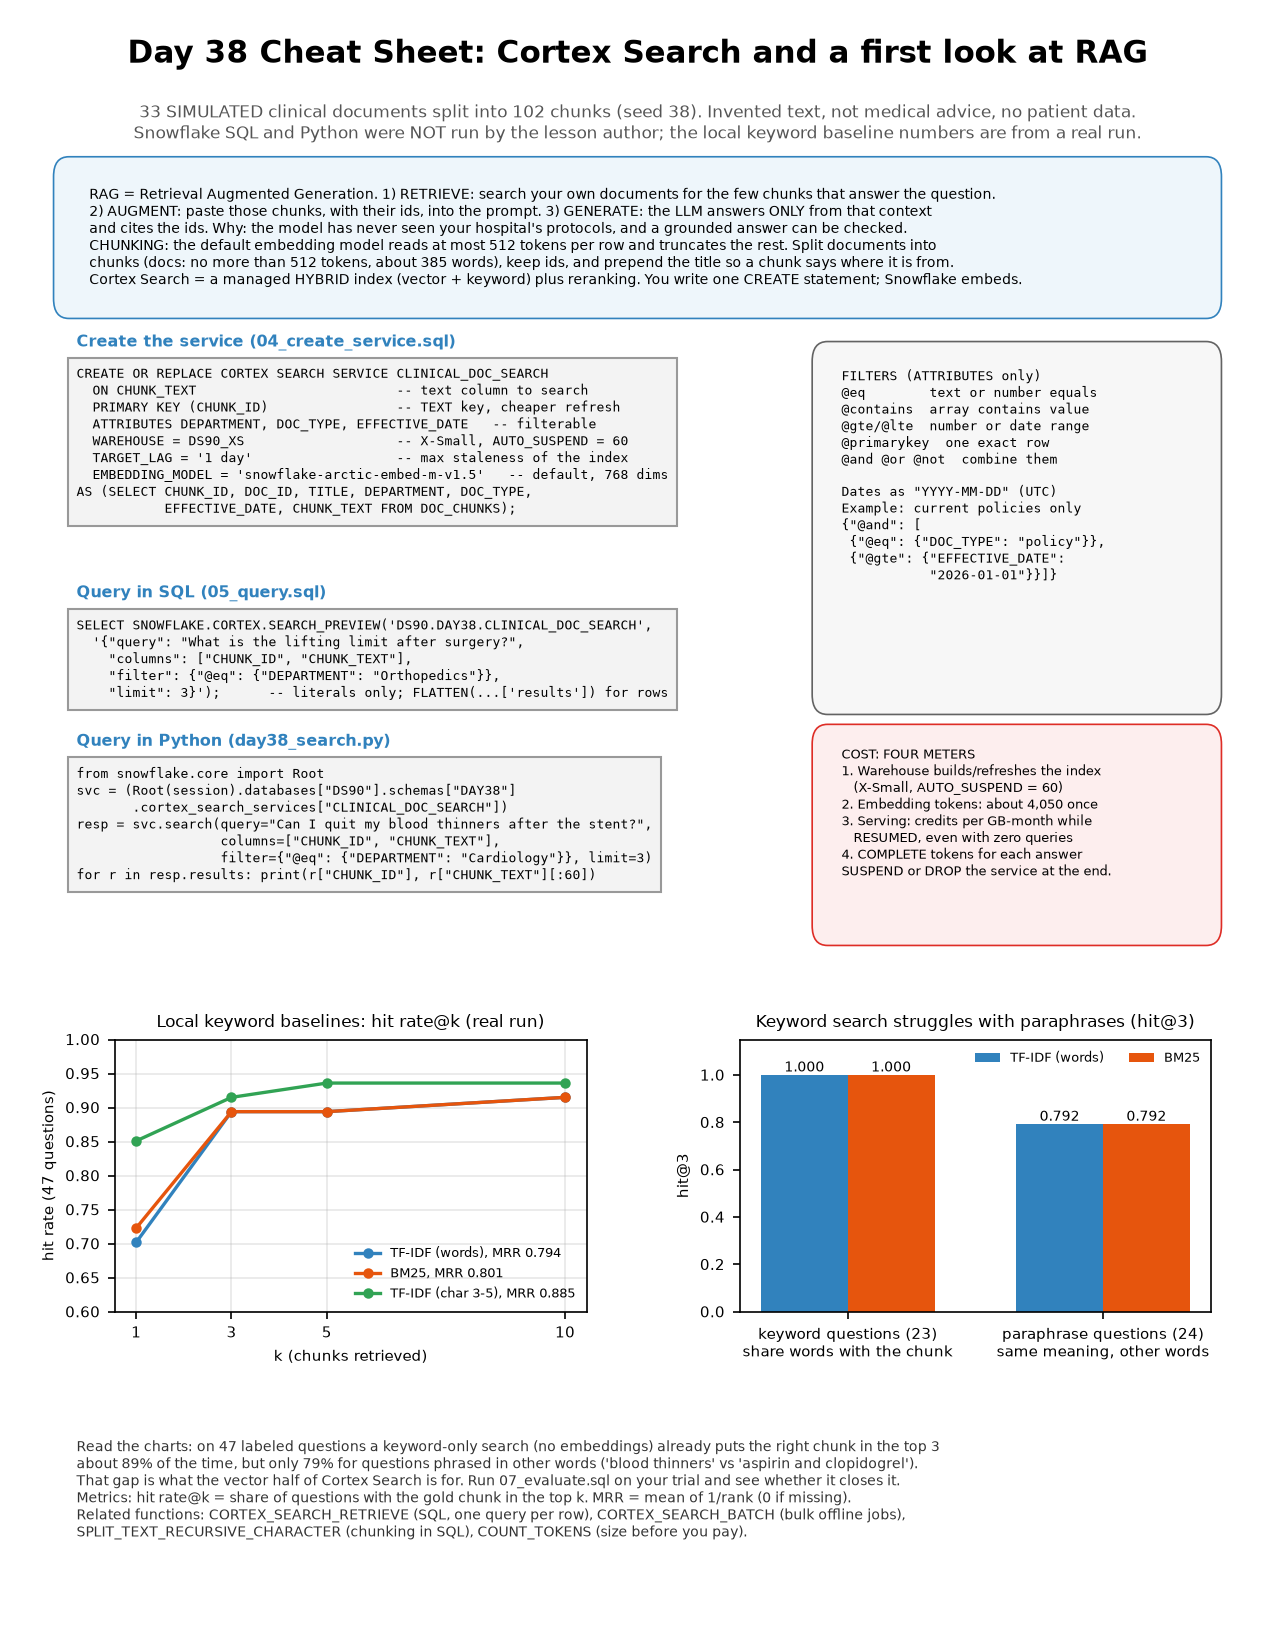 Day 38 Cheat Sheet: Cortex Search and a first look at RAG
33 SIMULATED clinical documents split into 102 chunks (seed 38). Invented text, not medical advice, no patient data.
Snowflake SQL and Python were NOT run by the lesson author; the local keyword baseline numbers are from a real run.
RAG = Retrieval Augmented Generation. 1) RETRIEVE: search your own documents for the few chunks that answer the question.
2) AUGMENT: paste those chunks, with their ids, into the prompt. 3) GENERATE: the LLM answers ONLY from that context
and cites the ids. Why: the model has never seen your hospital's protocols, and a grounded answer can be checked.
CHUNKING: the default embedding model reads at most 512 tokens per row and truncates the rest. Split documents into
chunks (docs: no more than 512 tokens, about 385 words), keep ids, and prepend the title so a chunk says where it is from.
Cortex Search = a managed HYBRID index (vector + keyword) plus reranking. You write one CREATE statement; Snowflake embeds.
Create the service (04_create_service.sql)
CREATE OR REPLACE CORTEX SEARCH SERVICE CLINICAL_DOC_SEARCH
  ON CHUNK_TEXT                         -- text column to search
  PRIMARY KEY (CHUNK_ID)                -- TEXT key, cheaper refresh
  ATTRIBUTES DEPARTMENT, DOC_TYPE, EFFECTIVE_DATE   -- filterable
  WAREHOUSE = DS90_XS                   -- X-Small, AUTO_SUSPEND = 60
  TARGET_LAG = '1 day'                  -- max staleness of the index
  EMBEDDING_MODEL = 'snowflake-arctic-embed-m-v1.5'   -- default, 768 dims
AS (SELECT CHUNK_ID, DOC_ID, TITLE, DEPARTMENT, DOC_TYPE,
           EFFECTIVE_DATE, CHUNK_TEXT FROM DOC_CHUNKS);
Query in SQL (05_query.sql)
SELECT SNOWFLAKE.CORTEX.SEARCH_PREVIEW('DS90.DAY38.CLINICAL_DOC_SEARCH',
  '{"query": "What is the lifting limit after surgery?",
    "columns": ["CHUNK_ID", "CHUNK_TEXT"],
    "filter": {"@eq": {"DEPARTMENT": "Orthopedics"}},
    "limit": 3}');      -- literals only; FLATTEN(...['results']) for rows
Query in Python (day38_search.py)
from snowflake.core import Root
svc = (Root(session).databases["DS90"].schemas["DAY38"]
       .cortex_search_services["CLINICAL_DOC_SEARCH"])
resp = svc.search(query="Can I quit my blood thinners after the stent?",
                  columns=["CHUNK_ID", "CHUNK_TEXT"],
                  filter={"@eq": {"DEPARTMENT": "Cardiology"}}, limit=3)
for r in resp.results: print(r["CHUNK_ID"], r["CHUNK_TEXT"][:60])
FILTERS (ATTRIBUTES only)
@eq        text or number equals
@contains  array contains value
@gte/@lte  number or date range
@primarykey  one exact row
@and @or @not  combine them
Dates as "YYYY-MM-DD" (UTC)
Example: current policies only
{"@and": [
 {"@eq": {"DOC_TYPE": "policy"}},
 {"@gte": {"EFFECTIVE_DATE":
           "2026-01-01"}}]}
COST: FOUR METERS
1. Warehouse builds/refreshes the index
   (X-Small, AUTO_SUSPEND = 60)
2. Embedding tokens: about 4,050 once
3. Serving: credits per GB-month while
   RESUMED, even with zero queries
4. COMPLETE tokens for each answer
SUSPEND or DROP the service at the end.
Local keyword baselines: hit rate@k (real run)
hit rate (47 questions)
1.00
0.95
0.90
0.85
0.80
0.75
0.70
0.65
0.60
TF-IDF (words), MRR 0.794
BM25, MRR 0.801
TF-IDF (char 3-5), MRR 0.885
1 3 5 10
k (chunks retrieved)
Keyword search struggles with paraphrases (hit@3)
TF-IDF (words) BM25
hit@3
1.0
0.8
0.6
0.4
0.2
0.0
1.000 1.000
0.792 0.792
keyword questions (23)
share words with the chunk
paraphrase questions (24)
same meaning, other words
Read the charts: on 47 labeled questions a keyword-only search (no embeddings) already puts the right chunk in the top 3
about 89% of the time, but only 79% for questions phrased in other words ('blood thinners' vs 'aspirin and clopidogrel').
That gap is what the vector half of Cortex Search is for. Run 07_evaluate.sql on your trial and see whether it closes it.
Metrics: hit rate@k = share of questions with the gold chunk in the top k. MRR = mean of 1/rank (0 if missing).
Related functions: CORTEX_SEARCH_RETRIEVE (SQL, one query per row), CORTEX_SEARCH_BATCH (bulk offline jobs),
SPLIT_TEXT_RECURSIVE_CHARACTER (chunking in SQL), COUNT_TOKENS (size before you pay).